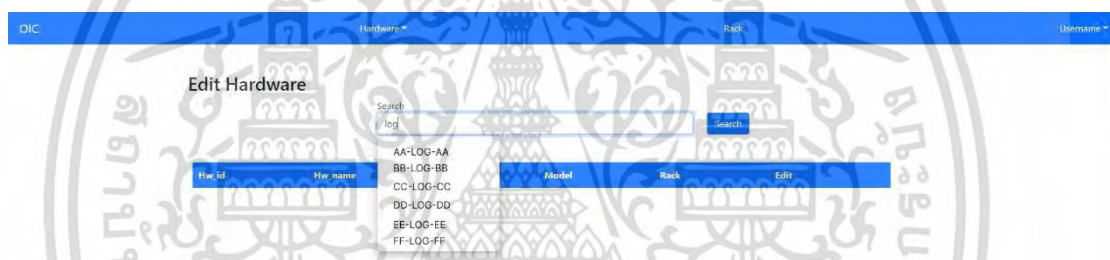 OIC Hardware Rack Username
Edit Hardware
Search
log Search
AA-LOG-AA
BB-LOG-BB
Hw_id Hw_name Model Rack Edit
CC-LOG-CC
DD-LOG-DD
EE-LOG-EE
FF-LOG-FF